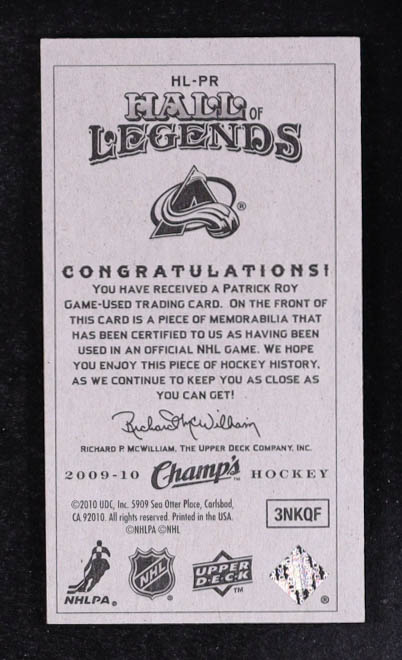 HL-PR
HALL OF
LEGENDS
®
CONGRATULATIONS!
YOU HAVE RECEIVED A PATRICK ROY
GAME-USED TRADING CARD. ON THE FRONT OF
THIS CARD IS A PIECE OF MEMORABILIA THAT
HAS BEEN CERTIFIED TO US AS HAVING BEEN
USED IN AN OFFICIAL NHL GAME. WE HOPE
YOU ENJOY THIS PIECE OF HOCKEY HISTORY,
AS WE CONTINUE TO KEEP YOU AS CLOSE AS
YOU CAN GET!
Richard McWilliam
RICHARD P. MCWILLIAM, THE UPPER DECK COMPANY, INC.
2009-10 Champ's HOCKEY
©2010 UDC, Inc. 5909 Sea Otter Place, Carlsbad,
CA 92010. All rights reserved. Printed in the USA.
©NHLPA ©NHL
3NKQF
NHLPA®
NHL ®
UPPER
DECK ™
®